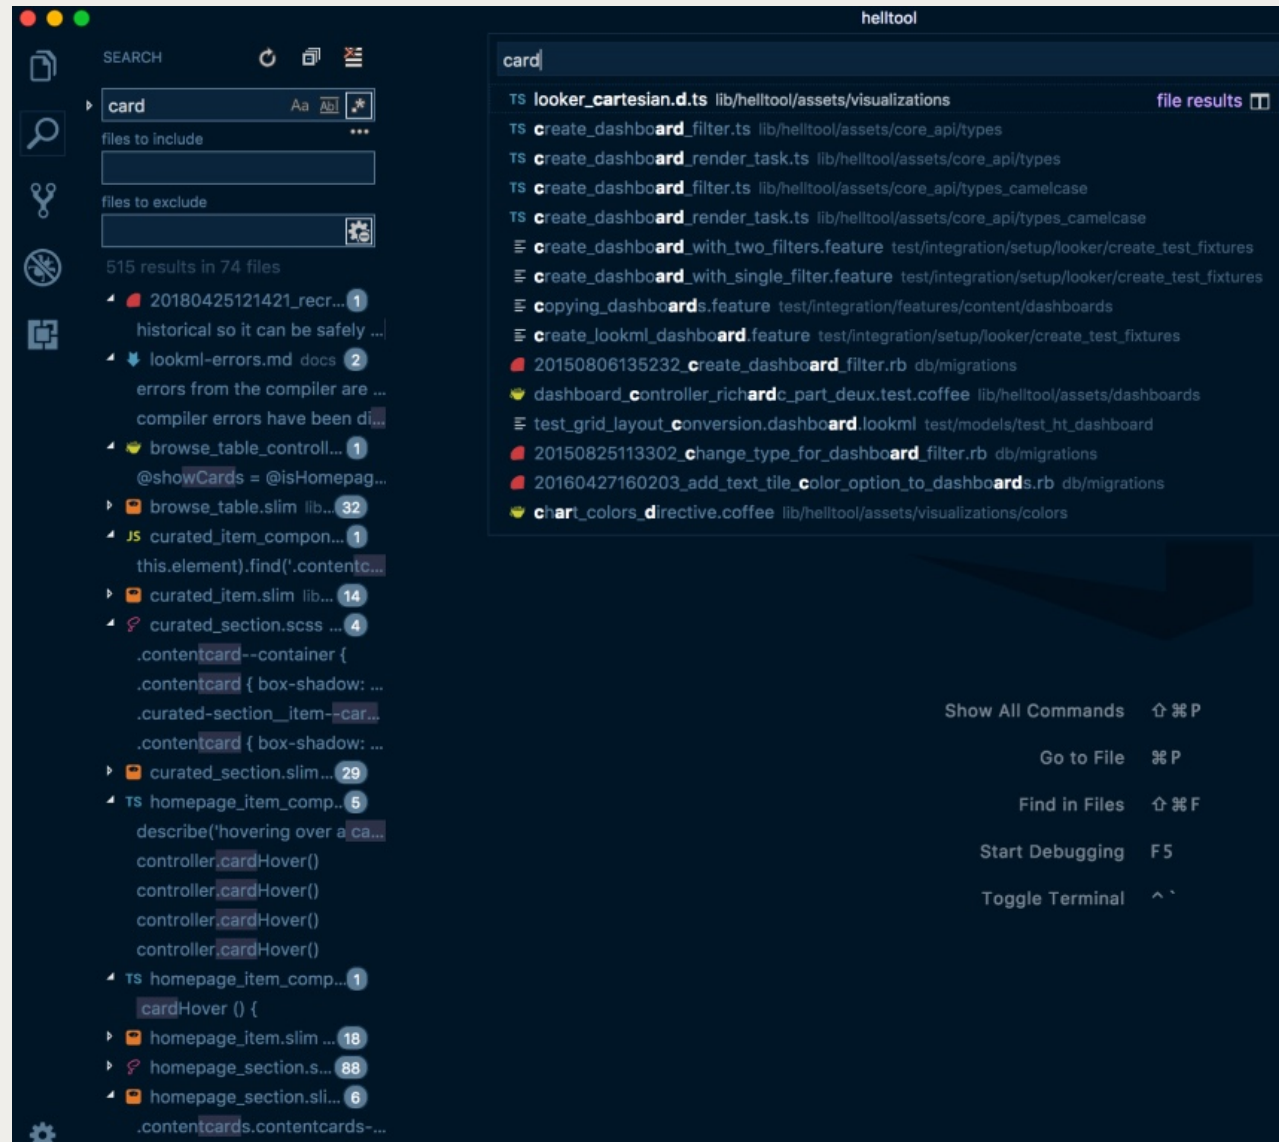 helltool
SEARCH
card
Aa Abl .*
files to include
files to exclude
515 results in 74 files
20180425121421_recr... 1
historical so it can be safely ...
lookml-errors.md docs 2
errors from the compiler are ...
compiler errors have been di...
browse_table_controll... 1
@showCards = @isHomepag...
browse_table.slim lib... 32
JS curated_item_compon... 1
this.element).find('.contentc...
curated_item.slim lib... 14
curated_section.scss ... 4
.contentcard--container {
.contentcard { box-shadow: ...
.curated-section__item--car...
.contentcard { box-shadow: ...
curated_section.slim... 29
TS homepage_item_comp... 5
describe('hovering over a ca...
controller.cardHover()
controller.cardHover()
controller.cardHover()
controller.cardHover()
TS homepage_item_comp... 1
cardHover () {
homepage_item.slim ... 18
homepage_section.s... 88
homepage_section.sli... 6
.contentcards.contentcards-...
card
TS looker_cartesian.d.ts lib/helltool/assets/visualizations file results
TS create_dashboard_filter.ts lib/helltool/assets/core_api/types
TS create_dashboard_render_task.ts lib/helltool/assets/core_api/types
TS create_dashboard_filter.ts lib/helltool/assets/core_api/types_camelcase
TS create_dashboard_render_task.ts lib/helltool/assets/core_api/types_camelcase
create_dashboard_with_two_filters.feature test/integration/setup/looker/create_test_fixtures
create_dashboard_with_single_filter.feature test/integration/setup/looker/create_test_fixtures
copying_dashboards.feature test/integration/features/content/dashboards
create_lookml_dashboard.feature test/integration/setup/looker/create_test_fixtures
20150806135232_create_dashboard_filter.rb db/migrations
dashboard_controller_richardc_part_deux.test.coffee lib/helltool/assets/dashboards
test_grid_layout_conversion.dashboard.lookml test/models/test_ht_dashboard
20150825113302_change_type_for_dashboard_filter.rb db/migrations
20160427160203_add_text_tile_color_option_to_dashboards.rb db/migrations
chart_colors_directive.coffee lib/helltool/assets/visualizations/colors
Show All Commands ⇧⌘P
Go to File ⌘P
Find in Files ⇧⌘F
Start Debugging F5
Toggle Terminal ^`